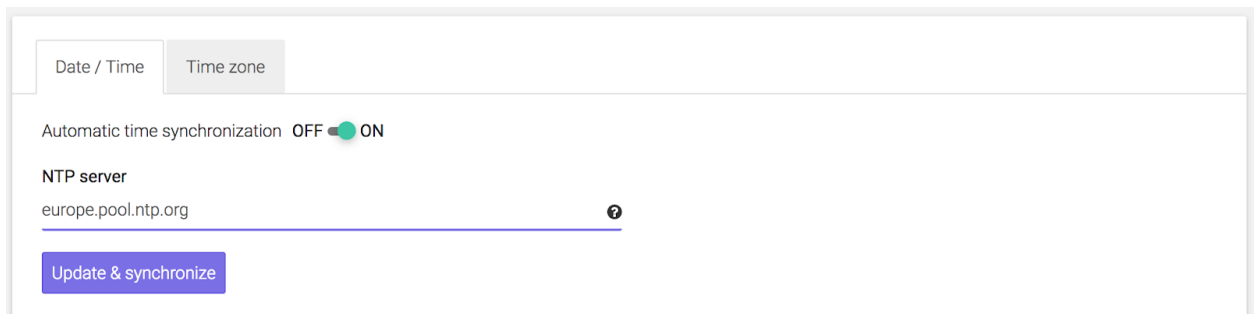 Date / Time Time zone
Automatic time synchronization OFF ON
NTP server
europe.pool.ntp.org ?
Update & synchronize